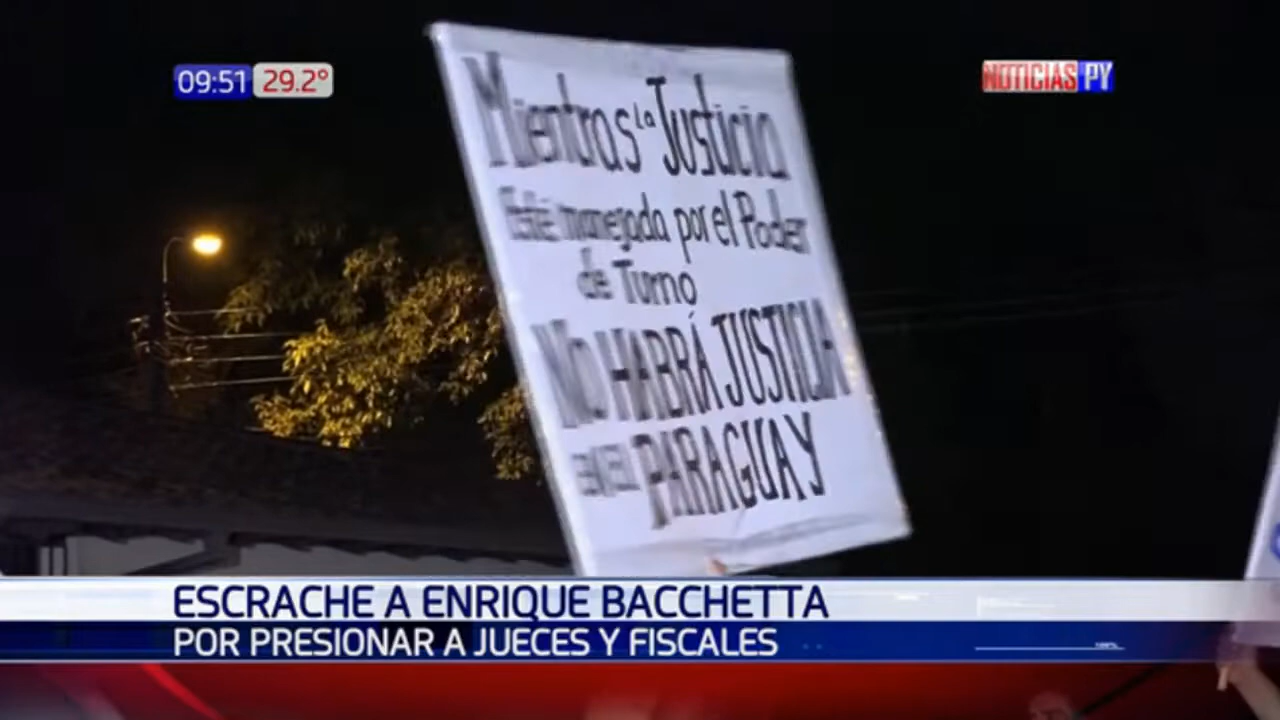 09:51 29.2°
NOTICIAS PY
Mientras la Justicia
Esté manejada por el Poder
de Turno
NO HABRÁ JUSTICIA
EN EL PARAGUAY
ESCRACHE A ENRIQUE BACCHETTA
POR PRESIONAR A JUECES Y FISCALES